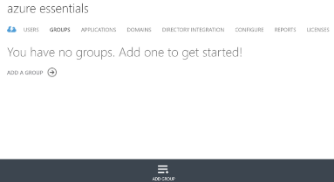 azure essentials
USERS GROUPS APPLICATIONS DOMAINS DIRECTORY INTEGRATION CONFIGURE REPORTS LICENSES
You have no groups. Add one to get started!
ADD A GROUP
ADD GROUP